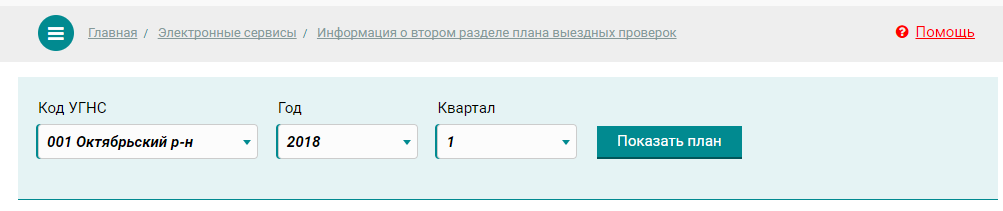 Главная / Электронные сервисы / Информация о втором разделе плана выездных проверок
Помощь
Код УГНС Год Квартал
001 Октябрьский р-н 2018 1 Показать план